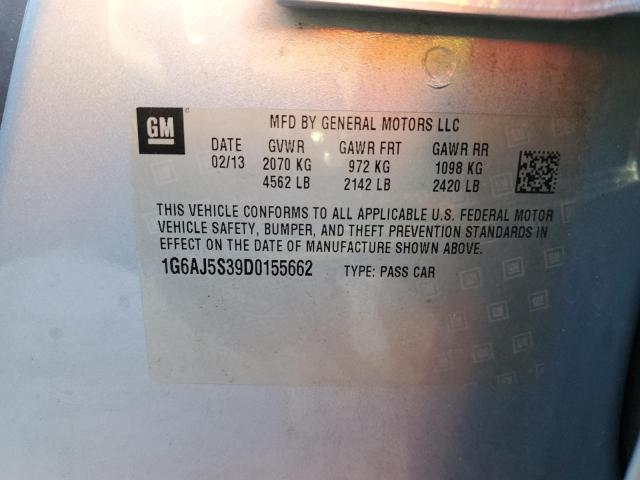 GM
MFD BY GENERAL MOTORS LLC
DATE GVWR GAWR FRT GAWR RR
02/13 2070 KG 972 KG 1098 KG
4562 LB 2142 LB 2420 LB
THIS VEHICLE CONFORMS TO ALL APPLICABLE U.S. FEDERAL MOTOR
VEHICLE SAFETY, BUMPER, AND THEFT PREVENTION STANDARDS IN
EFFECT ON THE DATE OF MANUFACTURE SHOWN ABOVE.
1G6AJ5S39D0155662 TYPE: PASS CAR